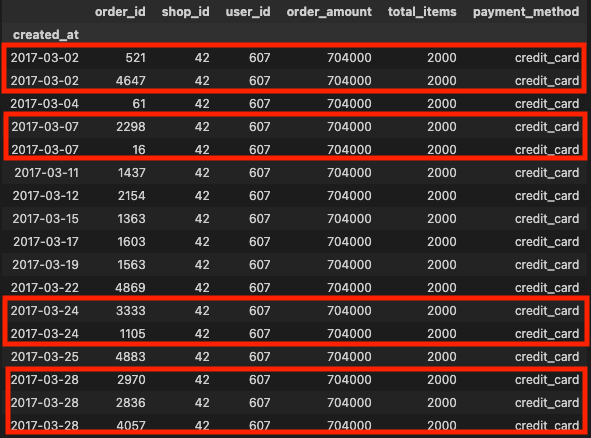 order_id shop_id user_id order_amount total_items payment_method
created_at
2017-03-02 521 42 607 704000 2000 credit_card
2017-03-02 4647 42 607 704000 2000 credit_card
2017-03-04 61 42 607 704000 2000 credit_card
2017-03-07 2298 42 607 704000 2000 credit_card
2017-03-07 16 42 607 704000 2000 credit_card
2017-03-11 1437 42 607 704000 2000 credit_card
2017-03-12 2154 42 607 704000 2000 credit_card
2017-03-15 1363 42 607 704000 2000 credit_card
2017-03-17 1603 42 607 704000 2000 credit_card
2017-03-19 1563 42 607 704000 2000 credit_card
2017-03-22 4869 42 607 704000 2000 credit_card
2017-03-24 3333 42 607 704000 2000 credit_card
2017-03-24 1105 42 607 704000 2000 credit_card
2017-03-25 4883 42 607 704000 2000 credit_card
2017-03-28 2970 42 607 704000 2000 credit_card
2017-03-28 2836 42 607 704000 2000 credit_card
2017-03-28 4057 42 607 704000 2000 credit_card